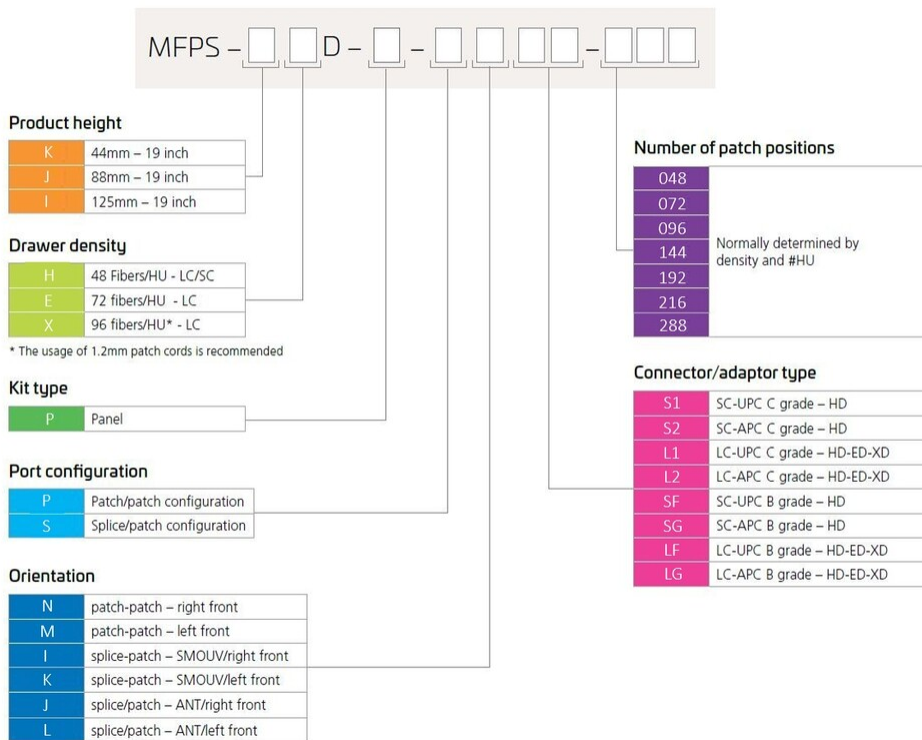 MFPS – D – – –
Product height
K 44mm – 19 inch
J 88mm – 19 inch
I 125mm – 19 inch
Drawer density
H 48 Fibers/HU - LC/SC
E 72 fibers/HU - LC
X 96 fibers/HU* - LC
* The usage of 1.2mm patch cords is recommended
Kit type
P Panel
Port configuration
P Patch/patch configuration
S Splice/patch configuration
Orientation
N patch-patch – right front
M patch-patch – left front
I splice-patch – SMOUV/right front
K splice-patch – SMOUV/left front
J splice/patch – ANT/right front
L splice/patch – ANT/left front
Number of patch positions
048
072
096
144
192
216
288
Normally determined by
density and #HU
Connector/adaptor type
S1 SC-UPC C grade – HD
S2 SC-APC C grade – HD
L1 LC-UPC C grade – HD-ED-XD
L2 LC-APC C grade – HD-ED-XD
SF SC-UPC B grade – HD
SG SC-APC B grade – HD
LF LC-UPC B grade – HD-ED-XD
LG LC-APC B grade – HD-ED-XD